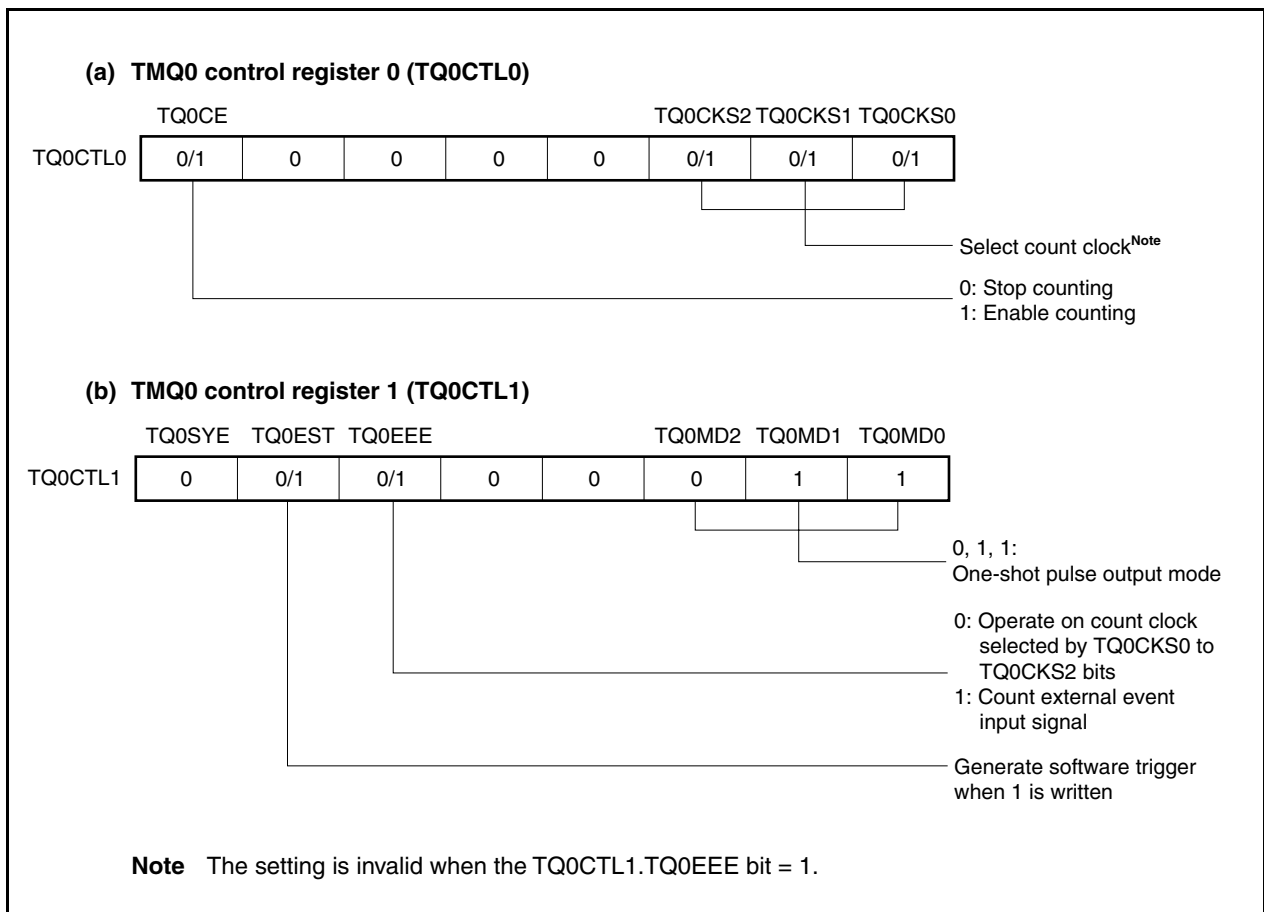 (a) TMQ0 control register 0 (TQ0CTL0)
TQ0CE TQ0CKS2 TQ0CKS1 TQ0CKS0
TQ0CTL0 0/1 0 0 0 0 0/1 0/1 0/1
Select count clockNote
0: Stop counting
1: Enable counting
(b) TMQ0 control register 1 (TQ0CTL1)
TQ0SYE TQ0EST TQ0EEE TQ0MD2 TQ0MD1 TQ0MD0
TQ0CTL1 0 0/1 0/1 0 0 0 1 1
0, 1, 1:
One-shot pulse output mode
0: Operate on count clock
selected by TQ0CKS0 to
TQ0CKS2 bits
1: Count external event
input signal
Generate software trigger
when 1 is written
Note The setting is invalid when the TQ0CTL1.TQ0EEE bit = 1.